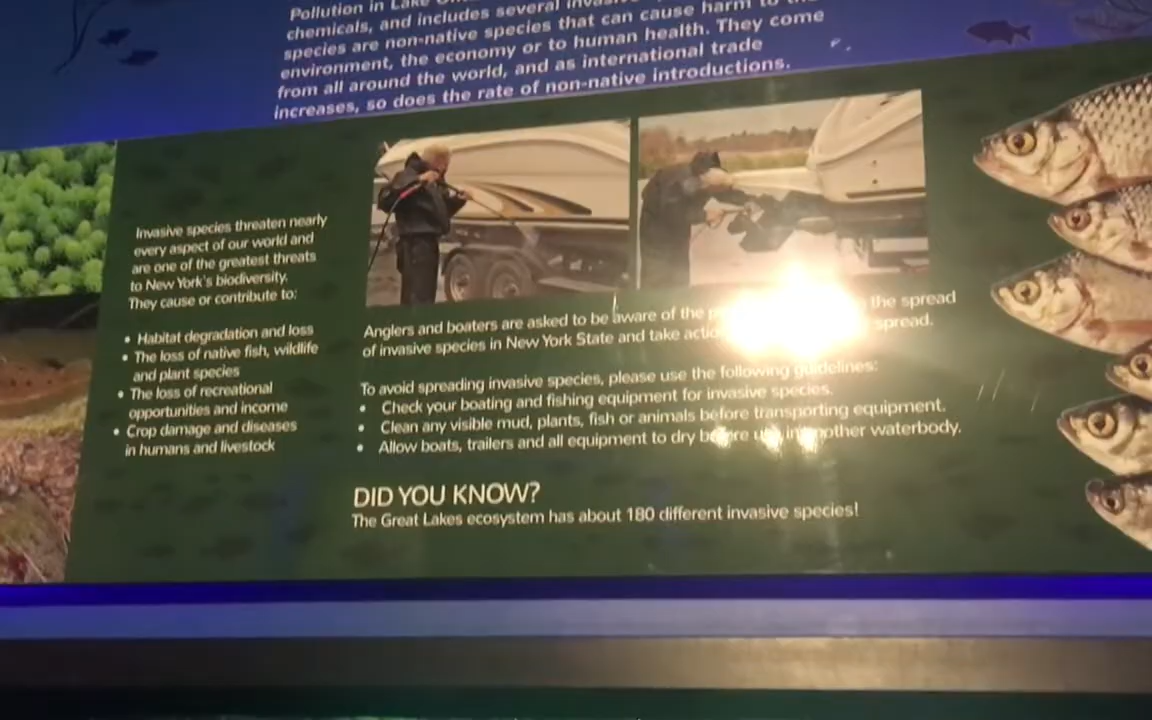 Pollution in Lake
chemicals, and includes several
species are non-native species that can cause harm to
environment, the economy or to human health. They come
from all around the world, and as international trade
increases, so does the rate of non-native introductions.
Invasive species threaten nearly
every aspect of our world and
are one of the greatest threats
to New York's biodiversity.
They cause or contribute to:
• Habitat degradation and loss
• The loss of native fish, wildlife
and plant species
• The loss of recreational
opportunities and income
• Crop damage and diseases
in humans and livestock
Anglers and boaters are asked to be aware of the the spread
of invasive species in New York State and take spread.
To avoid spreading invasive species, please use the following guidelines:
• Check your boating and fishing equipment for invasive species.
• Clean any visible mud, plants, fish or animals before transporting equipment.
• Allow boats, trailers and all equipment to dry before waterbody.
DID YOU KNOW?
The Great Lakes ecosystem has about 180 different invasive species!